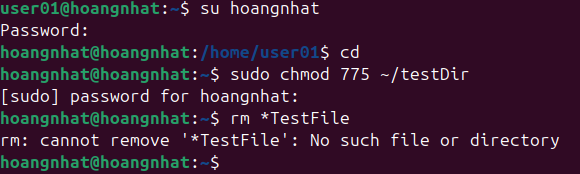 user01@hoangnhat:~$ su hoangnhat
Password:
hoangnhat@hoangnhat:/home/user01$ cd
hoangnhat@hoangnhat:~$ sudo chmod 775 ~/testDir
[sudo] password for hoangnhat:
hoangnhat@hoangnhat:~$ rm *TestFile
rm: cannot remove '*TestFile': No such file or directory
hoangnhat@hoangnhat:~$